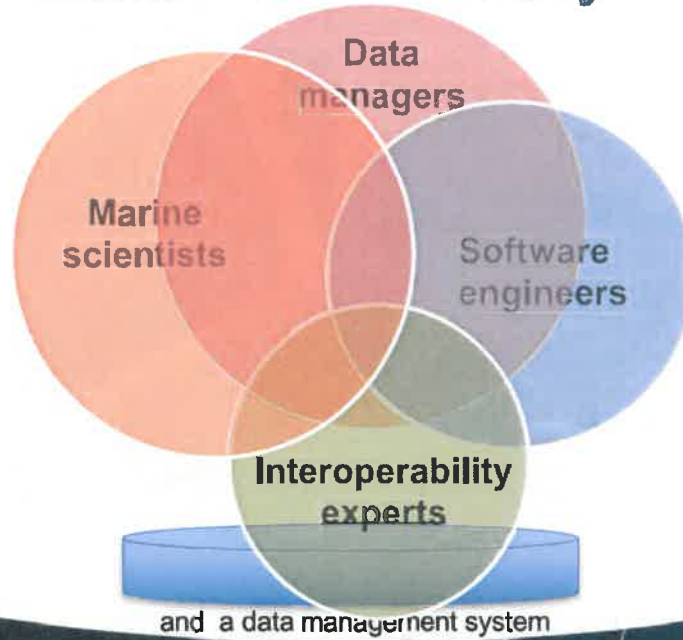 Data
managers
Marine
scientists
Software
engineers
Interoperability
experts
and a data management system